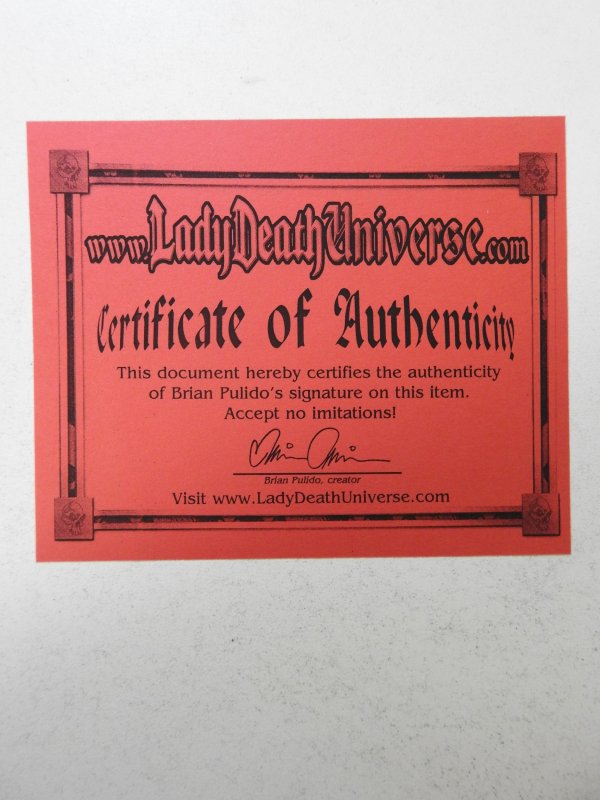 www.LadyDeathUniverse.com
Certificate of Authenticity
This document hereby certifies the authenticity
of Brian Pulido's signature on this item.
Accept no imitations!
Brian Pulido, creator
Visit www.LadyDeathUniverse.com